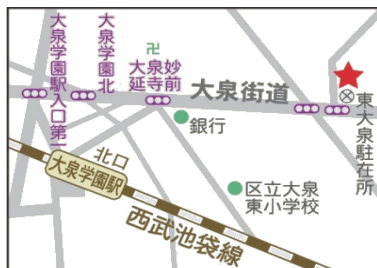 大泉学園駅入口第一
大泉学園北
卍
妙
延
泉寺前
大泉街道
東大泉駐在所
銀行
北口
大泉学園駅
区立大泉
東小学校
西武池袋線